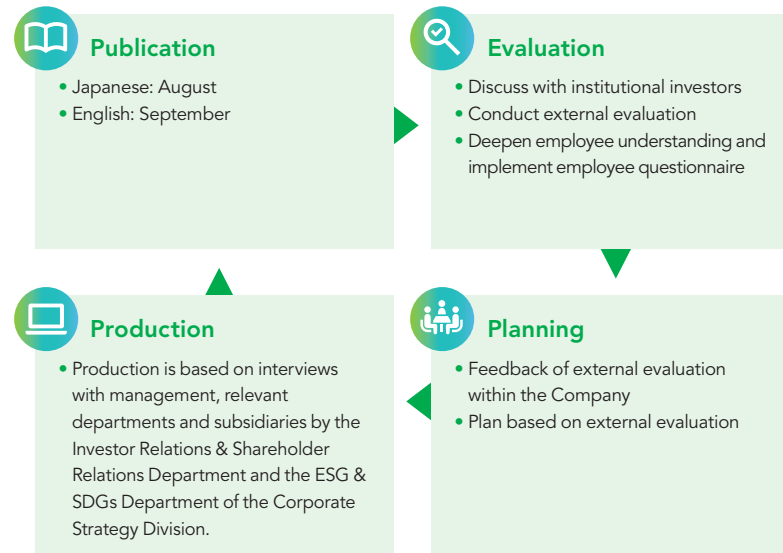 Publication
• Japanese: August
• English: September
Evaluation
• Discuss with institutional investors
• Conduct external evaluation
• Deepen employee understanding and
implement employee questionnaire
Production
• Production is based on interviews
with management, relevant
departments and subsidiaries by the
Investor Relations & Shareholder
Relations Department and the ESG &
SDGs Department of the Corporate
Strategy Division.
Planning
• Feedback of external evaluation
within the Company
• Plan based on external evaluation